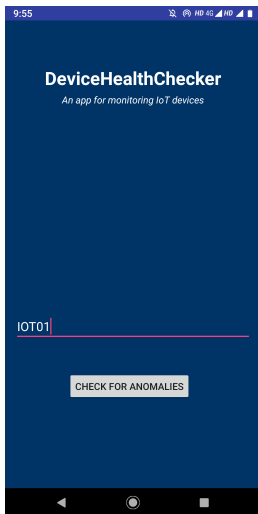 9:55 HD 4G HD
DeviceHealthChecker
An app for monitoring IoT devices
IOT01
CHECK FOR ANOMALIES